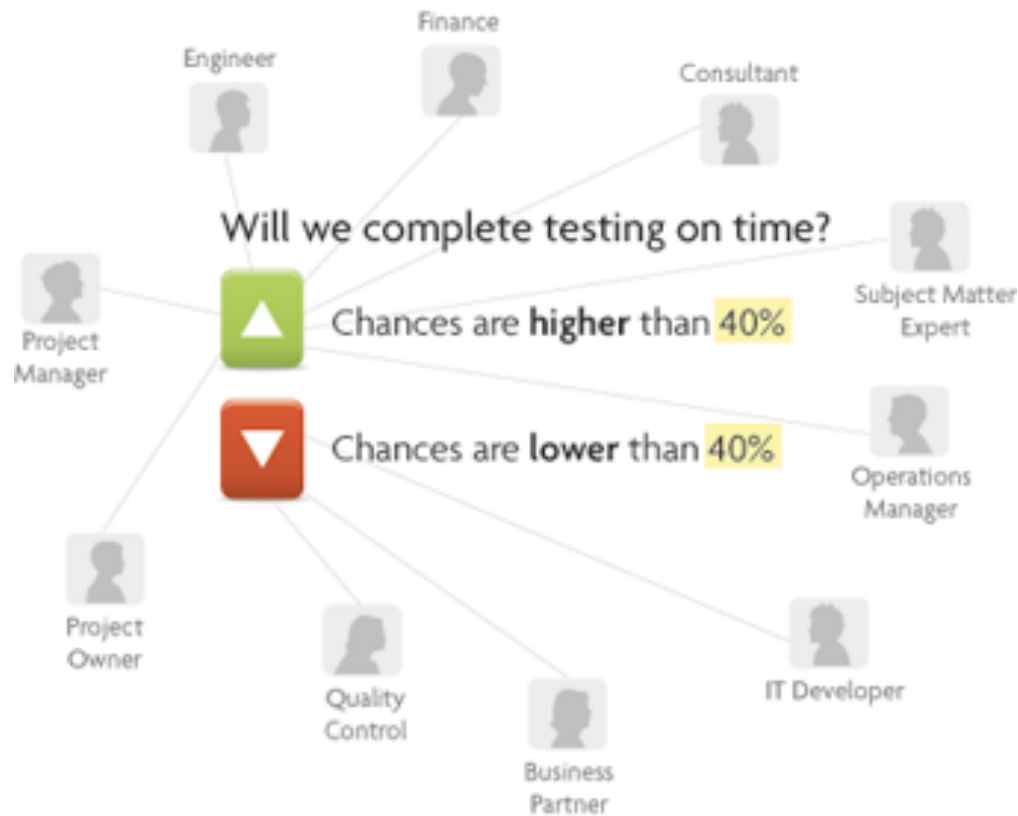 Finance
Engineer
Consultant
Will we complete testing on time?
Subject Matter
Expert
Chances are higher than 40%
Project
Manager
Chances are lower than 40%
Operations
Manager
Project
Owner
Quality
Control
IT Developer
Business
Partner